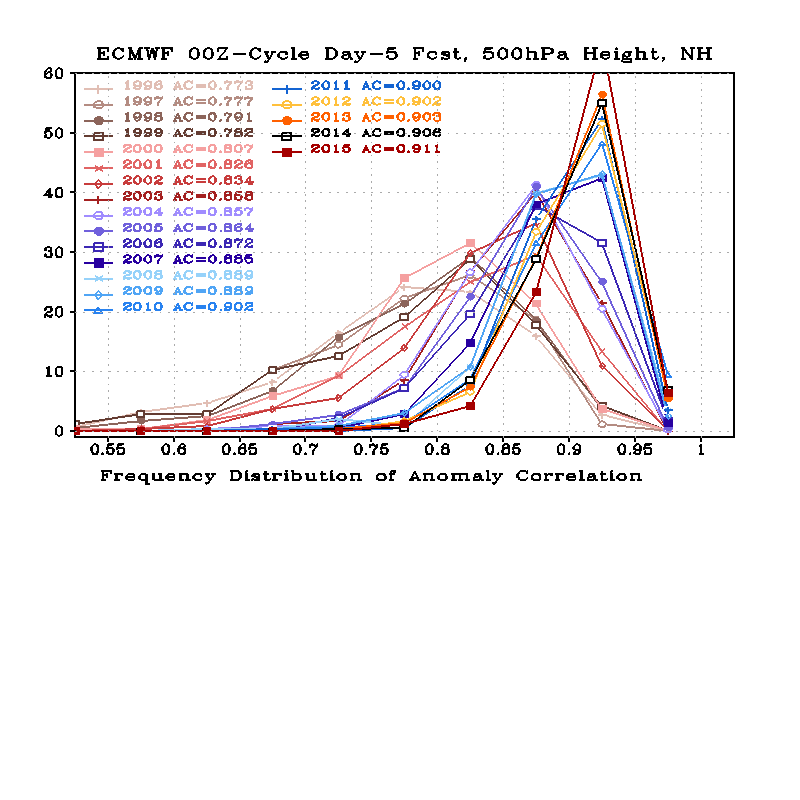 ECMWF 00Z-Cycle Day-5 Fcst, 500hPa Height, NH
60
50
40
30
20
10
0
1996 AC=0.773
1997 AC=0.777
1998 AC=0.791
1999 AC=0.782
2000 AC=0.807
2001 AC=0.826
2002 AC=0.834
2003 AC=0.858
2004 AC=0.857
2005 AC=0.864
2006 AC=0.872
2007 AC=0.885
2008 AC=0.889
2009 AC=0.889
2010 AC=0.902
2011 AC=0.900
2012 AC=0.902
2013 AC=0.903
2014 AC=0.906
2015 AC=0.911
0.55 0.6 0.65 0.7 0.75 0.8 0.85 0.9 0.95 1
Frequency Distribution of Anomaly Correlation